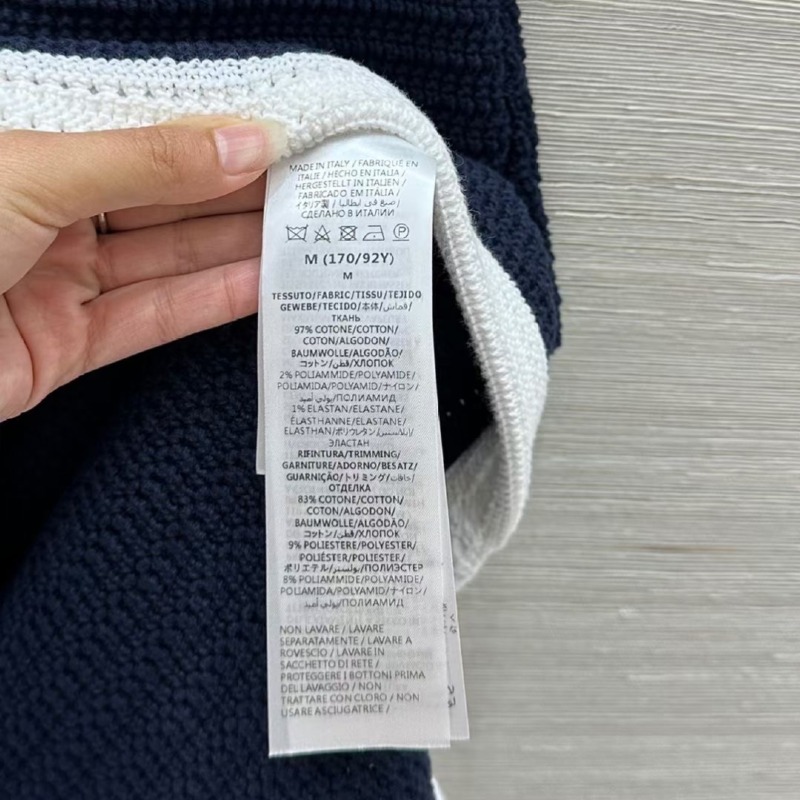 MADE IN ITALY / FABRIQUÉ EN
ITALIE / HECHO EN ITALIA /
HERGESTELLT IN ITALIEN /
FABRICADO EM ITÁLIA /
イタリア製 / صنع في ايطاليا /
СДЕЛАНО В ИТАЛИИ
M (170/92Y)
M
TESSUTO/FABRIC/TISSU/TEJIDO
GEWEBE/TECIDO/本体/قماش/
ТКАНЬ
97% COTONE/COTTON/
COTON/ALGODON/
BAUMWOLLE/ALGODÃO/
コットン/قطن/ХЛОПОК
2% POLIAMMIDE/POLYAMIDE/
POLIAMIDA/POLYAMID/ナイロン/
بولي أميد/ПОЛИАМИД
1% ELASTAN/ELASTANE/
ÉLASTHANNE/ELASTANE/
ELASTHAN/ポリウレタン/إيلاستين/
ЭЛАСТАН
RIFINTURA/TRIMMING/
GARNITURE/ADORNO/BESATZ/
GUARNIÇÃO/トリミング/حافات/
ОТДЕЛКА
83% COTONE/COTTON/
COTON/ALGODON/
BAUMWOLLE/ALGODÃO/
コットン/قطن/ХЛОПОК
9% POLIESTERE/POLYESTER/
POLIÉSTER/POLIESTER/
ポリエステル/بوليستر/ПОЛИЭСТЕР
8% POLIAMMIDE/POLYAMIDE/
POLIAMIDA/POLYAMID/ナイロン/
بولي أميد/ПОЛИАМИД
NON LAVARE / LAVARE
SEPARATAMENTE / LAVARE A
ROVESCIO / LAVARE IN
SACCHETTO DI RETE /
PROTEGGERE I BOTTONI PRIMA
DEL LAVAGGIO / NON
TRATTARE CON CLORO / NON
USARE ASCIUGATRICE /